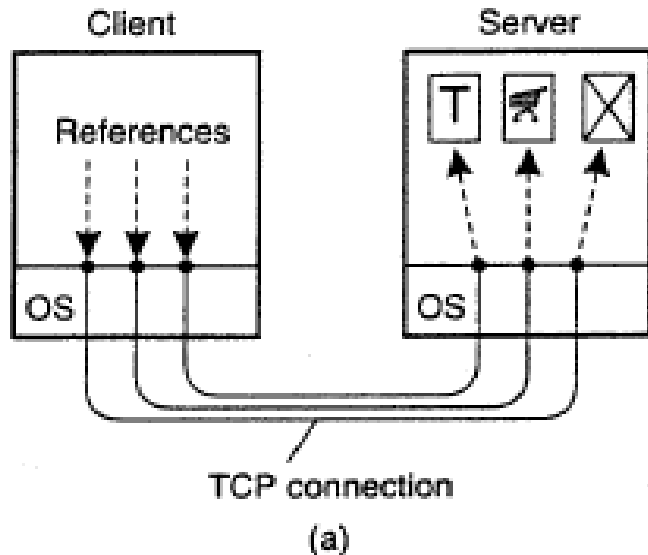 Client
Server
References
T
OS
OS
TCP connection
(a)